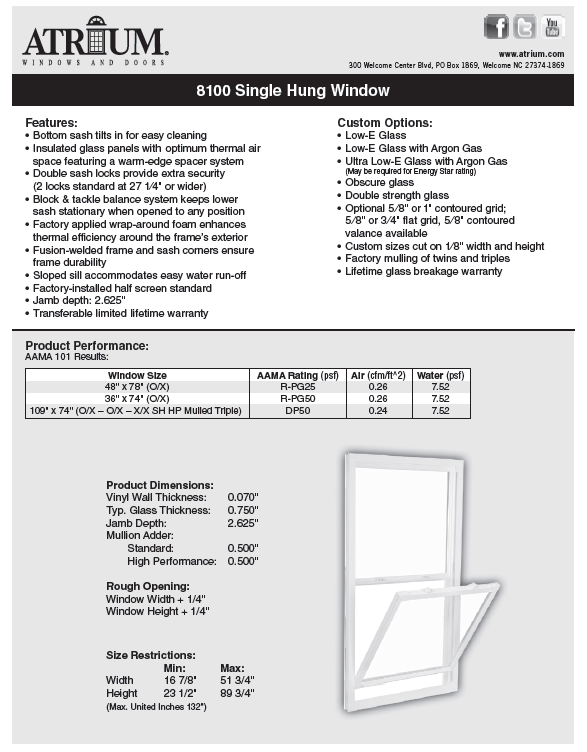 ATRIUM®
WINDOWS AND DOORS
f t You Tube
www.atrium.com
300 Welcome Center Blvd, PO Box 1869, Welcome NC 27374-1869
8100 Single Hung Window
Features:
• Bottom sash tilts in for easy cleaning
• Insulated glass panels with optimum thermal air
space featuring a warm-edge spacer system
• Double sash locks provide extra security
(2 locks standard at 27 1/4" or wider)
• Block & tackle balance system keeps lower
sash stationary when opened to any position
• Factory applied wrap-around foam enhances
thermal efficiency around the frame's exterior
• Fusion-welded frame and sash corners ensure
frame durability
• Sloped sill accommodates easy water run-off
• Factory-installed half screen standard
• Jamb depth: 2.625"
• Transferable limited lifetime warranty
Custom Options:
• Low-E Glass
• Low-E Glass with Argon Gas
• Ultra Low-E Glass with Argon Gas
(May be required for Energy Star rating)
• Obscure glass
• Double strength glass
• Optional 5/8" or 1" contoured grid;
5/8" or 3/4" flat grid, 5/8" contoured
valance available
• Custom sizes cut on 1/8" width and height
• Factory mulling of twins and triples
• Lifetime glass breakage warranty
Product Performance:
AAMA 101 Results:
Window Size AAMA Rating (psf) Air (cfm/ft^2) Water (psf)
48" x 78" (O/X) R-PG25 0.26 7.52
36" x 74" (O/X) R-PG50 0.26 7.52
109" x 74" (O/X – O/X – X/X SH HP Mulled Triple) DP50 0.24 7.52
Product Dimensions:
Vinyl Wall Thickness: 0.070"
Typ. Glass Thickness: 0.750"
Jamb Depth: 2.625"
Mullion Adder:
Standard: 0.500"
High Performance: 0.500"
Rough Opening:
Window Width + 1/4"
Window Height + 1/4"
Size Restrictions:
Min: Max:
Width 16 7/8" 51 3/4"
Height 23 1/2" 89 3/4"
(Max. United Inches 132")